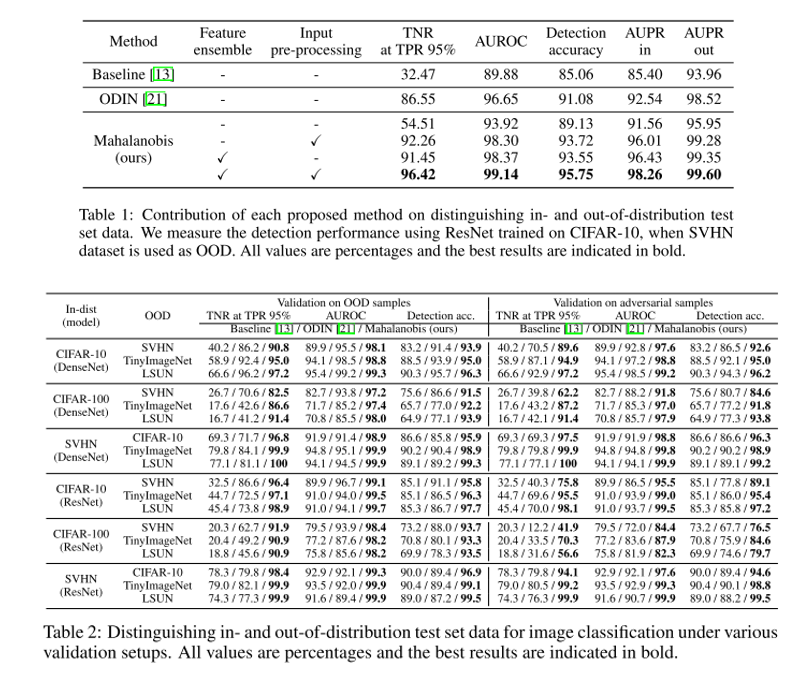 Method Feature ensemble Input pre-processing TNR at TPR 95% AUROC Detection accuracy AUPR in AUPR out
Baseline [13] - - 32.47 89.88 85.06 85.40 93.96
ODIN [21] - - 86.55 96.65 91.08 92.54 98.52
Mahalanobis (ours) - - 54.51 93.92 89.13 91.56 95.95
- ✓ 92.26 98.30 93.72 96.01 99.28
✓ - 91.45 98.37 93.55 96.43 99.35
✓ ✓ 96.42 99.14 95.75 98.26 99.60
Table 1: Contribution of each proposed method on distinguishing in- and out-of-distribution test
set data. We measure the detection performance using ResNet trained on CIFAR-10, when SVHN
dataset is used as OOD. All values are percentages and the best results are indicated in bold.
In-dist (model) OOD Validation on OOD samples Validation on adversarial samples
TNR at TPR 95% AUROC Detection acc. TNR at TPR 95% AUROC Detection acc.
Baseline [13] / ODIN [21] / Mahalanobis (ours) Baseline [13] / ODIN [21] / Mahalanobis (ours)
CIFAR-10 (DenseNet) SVHN 40.2 / 86.2 / 90.8 89.9 / 95.5 / 98.1 83.2 / 91.4 / 93.9 40.2 / 70.5 / 89.6 89.9 / 92.8 / 97.6 83.2 / 86.5 / 92.6
TinyImageNet 58.9 / 92.4 / 95.0 94.1 / 98.5 / 98.8 88.5 / 93.9 / 95.0 58.9 / 87.1 / 94.9 94.1 / 97.2 / 98.8 88.5 / 92.1 / 95.0
LSUN 66.6 / 96.2 / 97.2 95.4 / 99.2 / 99.3 90.3 / 95.7 / 96.3 66.6 / 92.9 / 97.2 95.4 / 98.5 / 99.2 90.3 / 94.3 / 96.2
CIFAR-100 (DenseNet) SVHN 26.7 / 70.6 / 82.5 82.7 / 93.8 / 97.2 75.6 / 86.6 / 91.5 26.7 / 39.8 / 62.2 82.7 / 88.2 / 91.8 75.6 / 80.7 / 84.6
TinyImageNet 17.6 / 42.6 / 86.6 71.7 / 85.2 / 97.4 65.7 / 77.0 / 92.2 17.6 / 43.2 / 87.2 71.7 / 85.3 / 97.0 65.7 / 77.2 / 91.8
LSUN 16.7 / 41.2 / 91.4 70.8 / 85.5 / 98.0 64.9 / 77.1 / 93.9 16.7 / 42.1 / 91.4 70.8 / 85.7 / 97.9 64.9 / 77.3 / 93.8
SVHN (DenseNet) CIFAR-10 69.3 / 71.7 / 96.8 91.9 / 91.4 / 98.9 86.6 / 85.8 / 95.9 69.3 / 69.3 / 97.5 91.9 / 91.9 / 98.8 86.6 / 86.6 / 96.3
TinyImageNet 79.8 / 84.1 / 99.9 94.8 / 95.1 / 99.9 90.2 / 90.4 / 98.9 79.8 / 79.8 / 99.9 94.8 / 94.8 / 99.8 90.2 / 90.2 / 98.9
LSUN 77.1 / 81.1 / 100 94.1 / 94.5 / 99.9 89.1 / 89.2 / 99.3 77.1 / 77.1 / 100 94.1 / 94.1 / 99.9 89.1 / 89.1 / 99.2
CIFAR-10 (ResNet) SVHN 32.5 / 86.6 / 96.4 89.9 / 96.7 / 99.1 85.1 / 91.1 / 95.8 32.5 / 40.3 / 75.8 89.9 / 86.5 / 95.5 85.1 / 77.8 / 89.1
TinyImageNet 44.7 / 72.5 / 97.1 91.0 / 94.0 / 99.5 85.1 / 86.5 / 96.3 44.7 / 69.6 / 95.5 91.0 / 93.9 / 99.0 85.1 / 86.0 / 95.4
LSUN 45.4 / 73.8 / 98.9 91.0 / 94.1 / 99.7 85.3 / 86.7 / 97.7 45.4 / 70.0 / 98.1 91.0 / 93.7 / 99.5 85.3 / 85.8 / 97.2
CIFAR-100 (ResNet) SVHN 20.3 / 62.7 / 91.9 79.5 / 93.9 / 98.4 73.2 / 88.0 / 93.7 20.3 / 12.2 / 41.9 79.5 / 72.0 / 84.4 73.2 / 67.7 / 76.5
TinyImageNet 20.4 / 49.2 / 90.9 77.2 / 87.6 / 98.2 70.8 / 80.1 / 93.3 20.4 / 33.5 / 70.3 77.2 / 83.6 / 87.9 70.8 / 75.9 / 84.6
LSUN 18.8 / 45.6 / 90.9 75.8 / 85.6 / 98.2 69.9 / 78.3 / 93.5 18.8 / 31.6 / 56.6 75.8 / 81.9 / 82.3 69.9 / 74.6 / 79.7
SVHN (ResNet) CIFAR-10 78.3 / 79.8 / 98.4 92.9 / 92.1 / 99.3 90.0 / 89.4 / 96.9 78.3 / 79.8 / 94.1 92.9 / 92.1 / 97.6 90.0 / 89.4 / 94.6
TinyImageNet 79.0 / 82.1 / 99.9 93.5 / 92.0 / 99.9 90.4 / 89.4 / 99.1 79.0 / 80.5 / 99.2 93.5 / 92.9 / 99.3 90.4 / 90.1 / 98.8
LSUN 74.3 / 77.3 / 99.9 91.6 / 89.4 / 99.9 89.0 / 87.2 / 99.5 74.3 / 76.3 / 99.9 91.6 / 90.7 / 99.9 89.0 / 88.2 / 99.5
Table 2: Distinguishing in- and out-of-distribution test set data for image classification under various
validation setups. All values are percentages and the best results are indicated in bold.